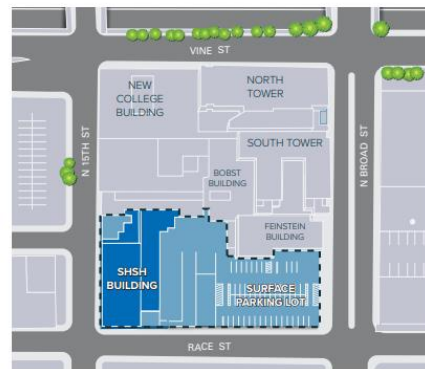 VINE ST
NEW
COLLEGE
BUILDING
NORTH
TOWER
N 15TH ST
N BROAD ST
SOUTH TOWER
BOBST
BUILDING
FEINSTEIN
BUILDING
SHSH
BUILDING
SURFACE
PARKING LOT
RACE ST